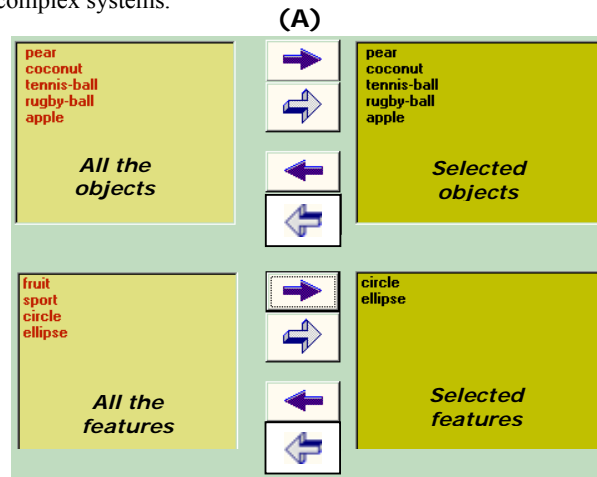 complex systems.
(A)
pear
coconut
tennis-ball
rugby-ball
apple
All the
objects
pear
coconut
tennis-ball
rugby-ball
apple
Selected
objects
fruit
sport
circle
ellipse
All the
features
circle
ellipse
Selected
features